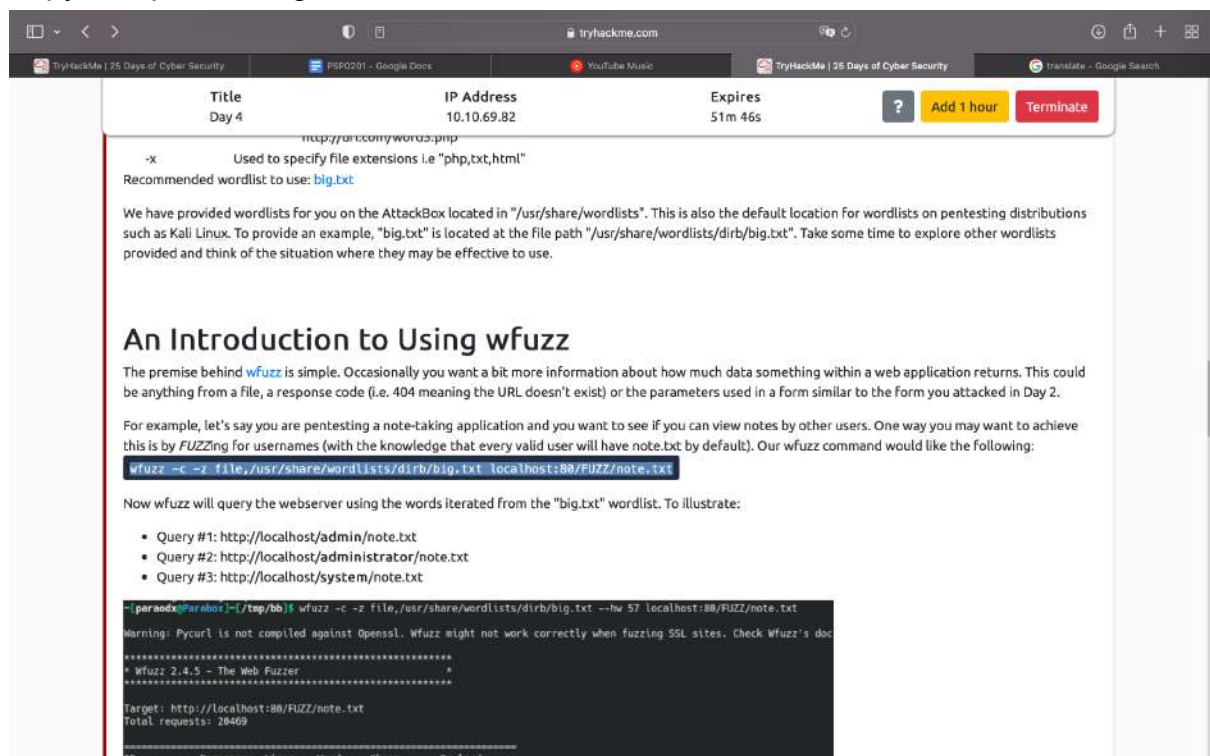 tryhackme.com
TryHackMe | 25 Days of Cyber Security
PSP0201 - Google Docs
YouTube Music
TryHackMe | 25 Days of Cyber Security
translate - Google Search
Title
IP Address
Expires
Day 4
10.10.69.82
51m 46s
?
Add 1 hour
Terminate
-x Used to specify file extensions i.e "php,txt,html"
Recommended wordlist to use: big.txt
We have provided wordlists for you on the AttackBox located in "/usr/share/wordlists". This is also the default location for wordlists on pentesting distributions
such as Kali Linux. To provide an example, "big.txt" is located at the file path "/usr/share/wordlists/dirb/big.txt". Take some time to explore other wordlists
provided and think of the situation where they may be effective to use.
An Introduction to Using wfuzz
The premise behind wfuzz is simple. Occasionally you want a bit more information about how much data something within a web application returns. This could
be anything from a file, a response code (i.e. 404 meaning the URL doesn't exist) or the parameters used in a form similar to the form you attacked in Day 2.
For example, let's say you are pentesting a note-taking application and you want to see if you can view notes by other users. One way you may want to achieve
this is by FUZZing for usernames (with the knowledge that every valid user will have note.txt by default). Our wfuzz command would like the following:
wfuzz -c -z file,/usr/share/wordlists/dirb/big.txt localhost:80/FUZZ/note.txt
Now wfuzz will query the webserver using the words iterated from the "big.txt" wordlist. To illustrate:
• Query #1: http://localhost/admin/note.txt
• Query #2: http://localhost/administrator/note.txt
• Query #3: http://localhost/system/note.txt
-[paraodx@Parabox]-[/tmp/bb]$ wfuzz -c -z file,/usr/share/wordlists/dirb/big.txt --hw 57 localhost:80/FUZZ/note.txt
Warning: Pycurl is not compiled against Openssl. Wfuzz might not work correctly when fuzzing SSL sites. Check Wfuzz's doc
********************************************************
* Wfuzz 2.4.5 - The Web Fuzzer *
********************************************************
Target: http://localhost:80/FUZZ/note.txt
Total requests: 20469